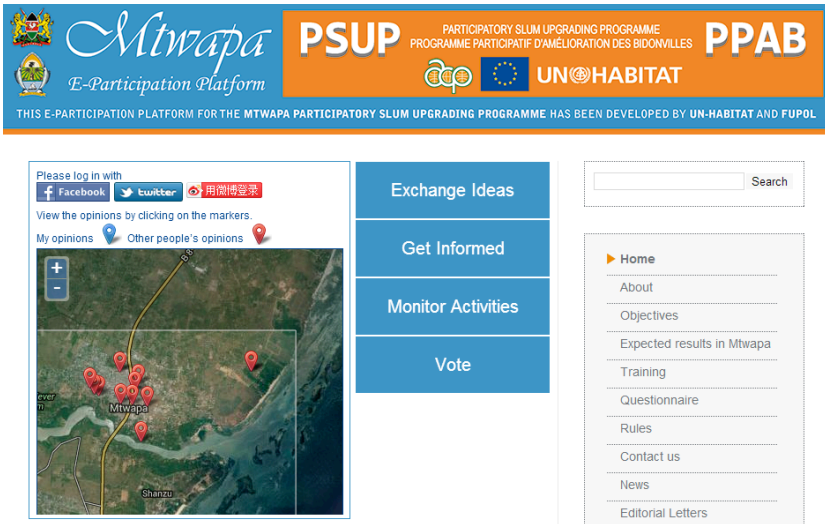 Mtwapa
E-Participation Platform
PSUP
PARTICIPATORY SLUM UPGRADING PROGRAMME
PROGRAMME PARTICIPATIF D'AMÉLIORATION DES BIDONVILLES
PPAB
acp
UN HABITAT
THIS E-PARTICIPATION PLATFORM FOR THE MTWAPA PARTICIPATORY SLUM UPGRADING PROGRAMME HAS BEEN DEVELOPED BY UN-HABITAT AND FUPOL
Please log in with
Facebook
twitter
用微博登录
View the opinions by clicking on the markers.
My opinions
Other people's opinions
+
-
B 8
Mtwapa
Shanzu
Exchange Ideas
Get Informed
Monitor Activities
Vote
Search
Home
About
Objectives
Expected results in Mtwapa
Training
Questionnaire
Rules
Contact us
News
Editorial Letters